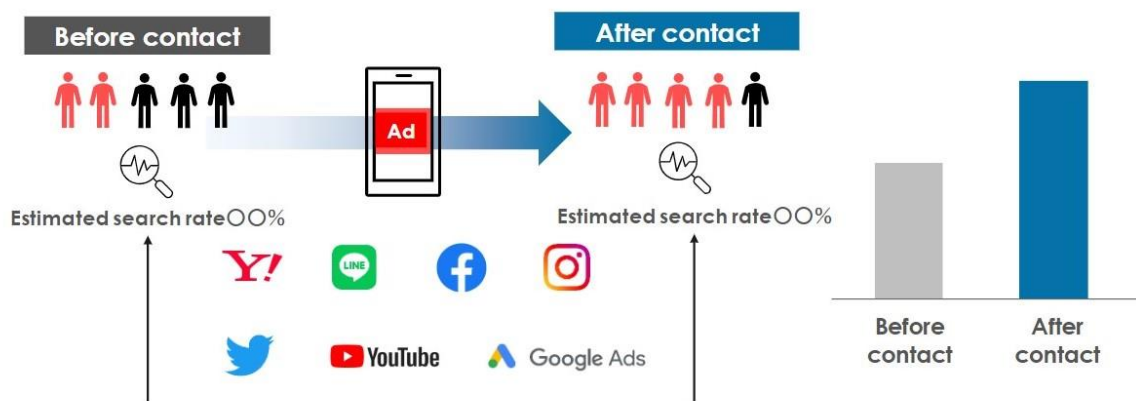 Before contact
After contact
Ad
Estimated search rate〇〇%
Estimated search rate〇〇%
Y!
LINE
YouTube
Google Ads
Before
contact
After
contact